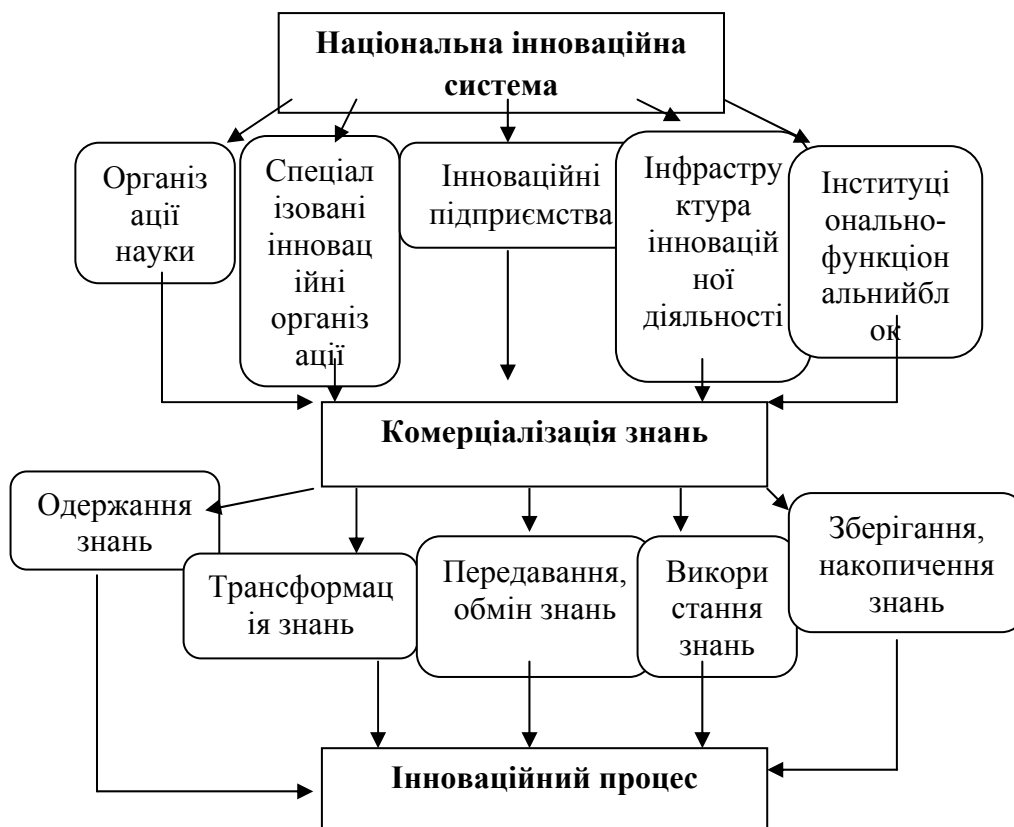 Національна інноваційна
система
Організ
ації
науки
Спеціал
ізовані
інновац
ійні
організ
ації
Інноваційні
підприємства
Інфрастру
ктура
інновацій
ної
діяльності
Інституці
онально-
функціон
альнийбл
ок
Комерціалізація знань
Одержання
знань
Трансформац
ія знань
Передавання,
обмін знань
Викори
стання
знань
Зберігання,
накопичення
знань
Інноваційний процес